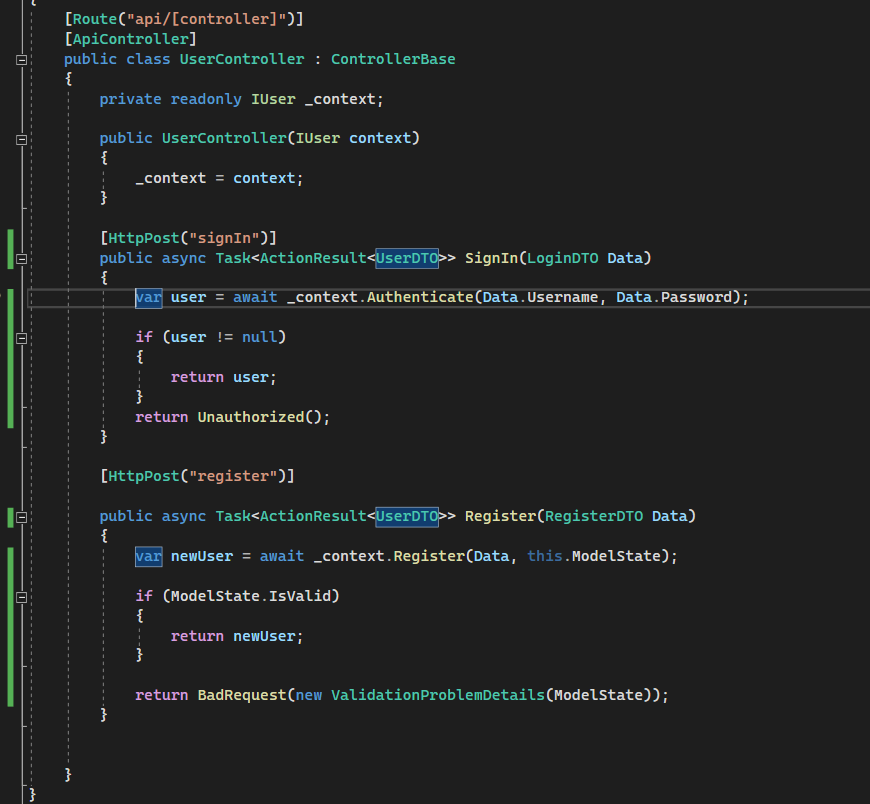 {
[Route("api/[controller]")]
[ApiController]
public class UserController : ControllerBase
{
private readonly IUser _context;
public UserController(IUser context)
{
_context = context;
}
[HttpPost("signIn")]
public async Task<ActionResult<UserDTO>> SignIn(LoginDTO Data)
{
var user = await _context.Authenticate(Data.Username, Data.Password);
if (user != null)
{
return user;
}
return Unauthorized();
}
[HttpPost("register")]
public async Task<ActionResult<UserDTO>> Register(RegisterDTO Data)
{
var newUser = await _context.Register(Data, this.ModelState);
if (ModelState.IsValid)
{
return newUser;
}
return BadRequest(new ValidationProblemDetails(ModelState));
}
}
}